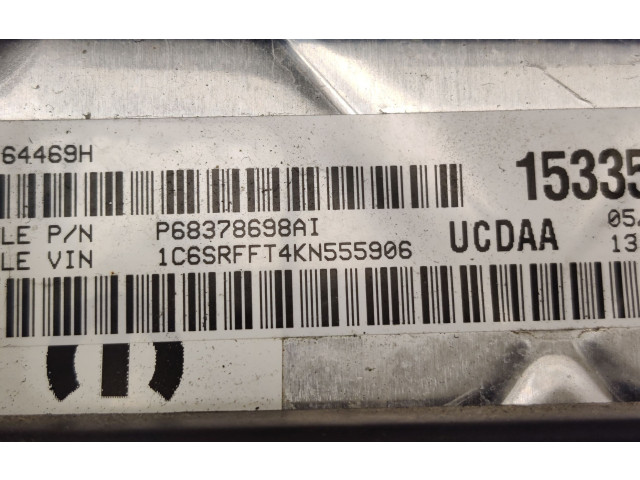 64469H
15335
LE P/N P68378698AI UCDAA 05
LE VIN 1C6SRFFT4KN555906 13